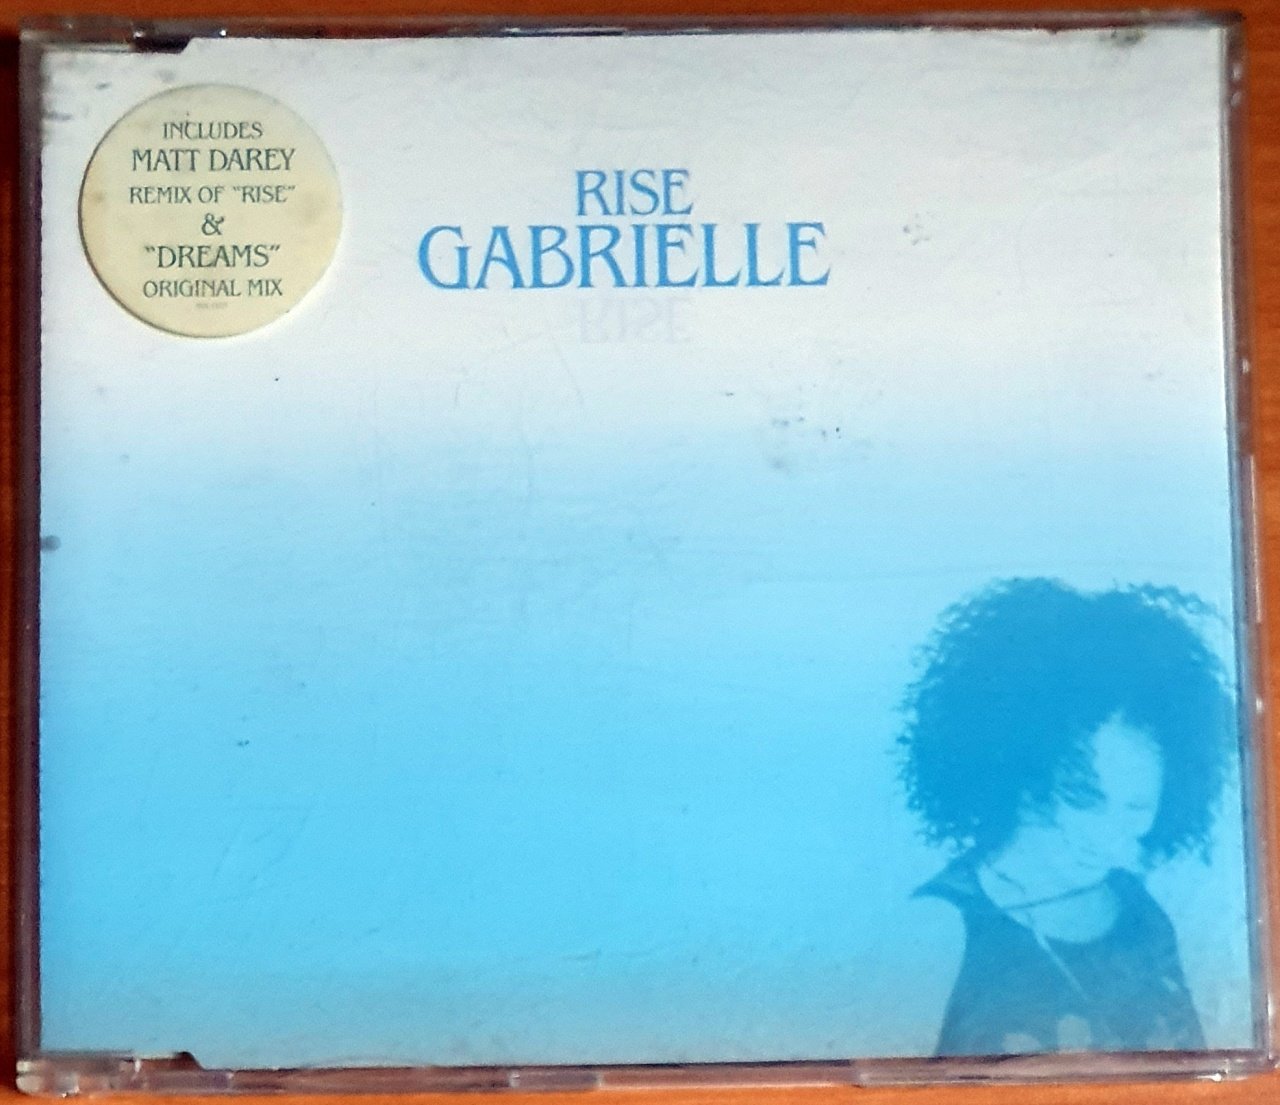 INCLUDES
MATT DAREY
REMIX OF "RISE"
&
"DREAMS"
ORIGINAL MIX
RISE
GABRIELLE
RISE